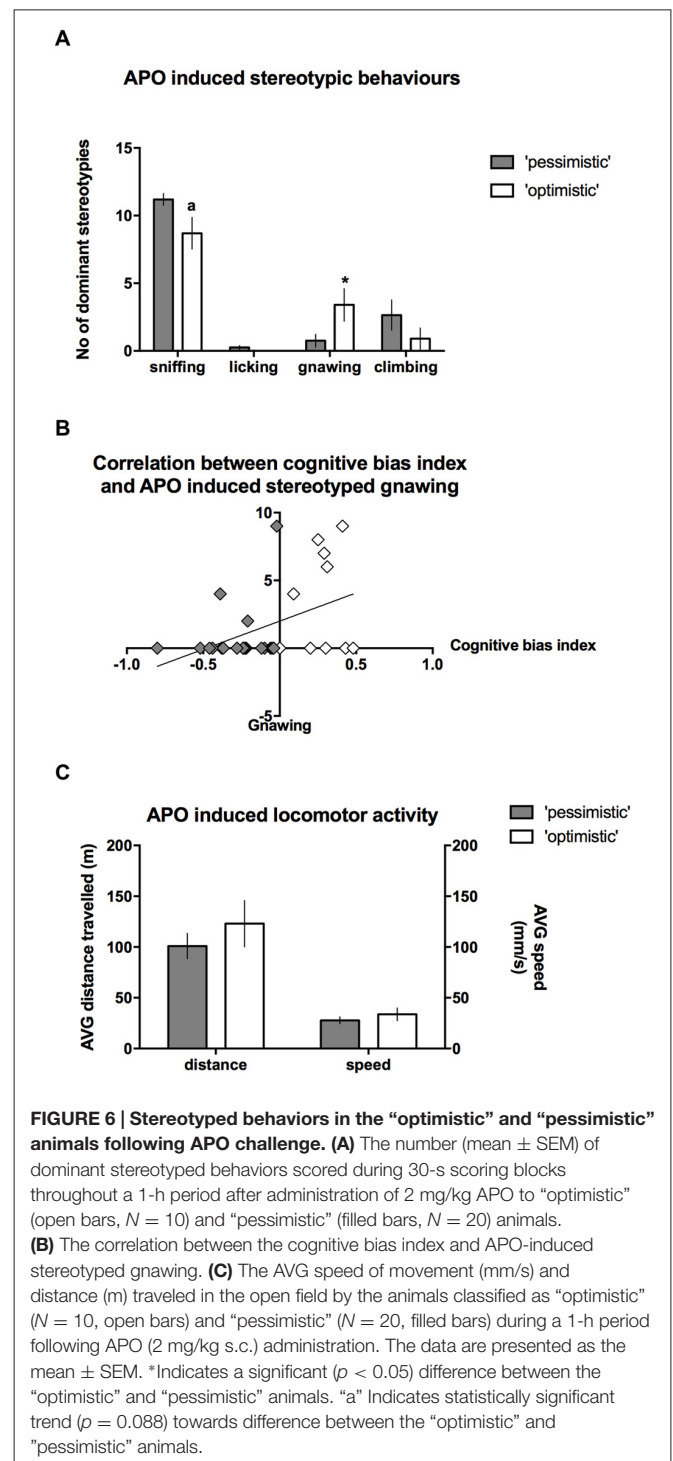 A
APO induced stereotypic behaviours
No of dominant stereotypies
15
10
5
0
a
*
sniffing
licking
gnawing
climbing
'pessimistic'
'optimistic'
B
Correlation between cognitive bias index
and APO induced stereotyped gnawing
10
5
-5
-1.0
-0.5
0.5
1.0
Cognitive bias index
Gnawing
C
APO induced locomotor activity
'pessimistic'
'optimistic'
AVG distance travelled (m)
200
150
100
50
0
distance
speed
200
150
100
50
0
AVG speed
(mm/s)
FIGURE 6 | Stereotyped behaviors in the “optimistic” and “pessimistic”
animals following APO challenge. (A) The number (mean ± SEM) of
dominant stereotyped behaviors scored during 30-s scoring blocks
throughout a 1-h period after administration of 2 mg/kg APO to “optimistic”
(open bars, N = 10) and “pessimistic” (filled bars, N = 20) animals.
(B) The correlation between the cognitive bias index and APO-induced
stereotyped gnawing. (C) The AVG speed of movement (mm/s) and
distance (m) traveled in the open field by the animals classified as “optimistic”
(N = 10, open bars) and “pessimistic” (N = 20, filled bars) during a 1-h period
following APO (2 mg/kg s.c.) administration. The data are presented as the
mean ± SEM. *Indicates a significant (p < 0.05) difference between the
“optimistic” and “pessimistic” animals. “a” Indicates statistically significant
trend (p = 0.088) towards difference between the “optimistic” and
”pessimistic” animals.